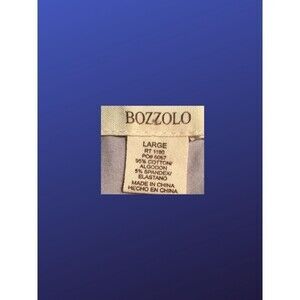 BOZZOLO
LARGE
RT 1190
PO# 5057
95% COTTON/
ALGODON
5% SPANDEX/
ELASTANO
MADE IN CHINA
HECHO EN CHINA